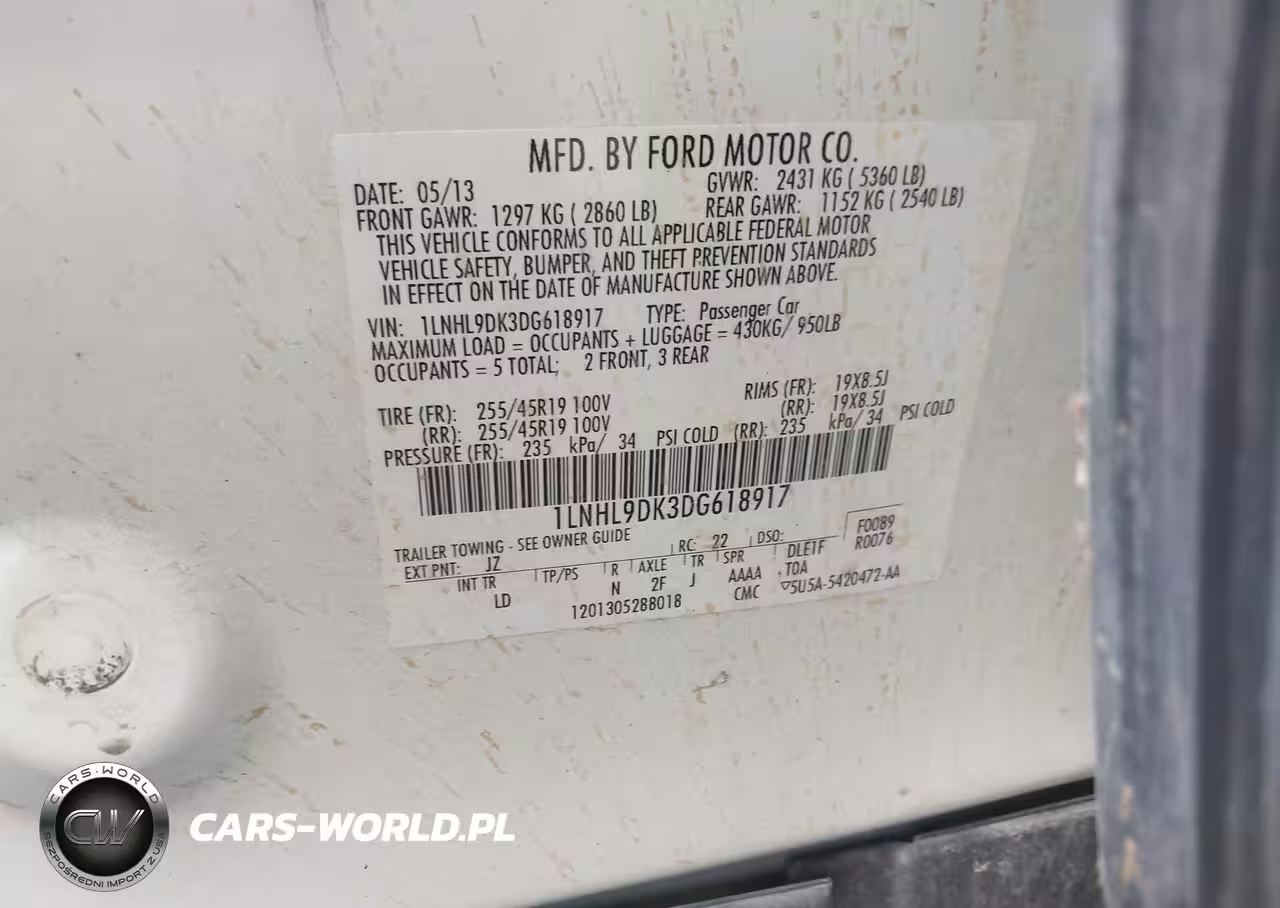 MFD. BY FORD MOTOR CO.
DATE: 05/13 GVWR: 2431 KG ( 5360 LB)
FRONT GAWR: 1297 KG ( 2860 LB) REAR GAWR: 1152 KG ( 2540 LB)
THIS VEHICLE CONFORMS TO ALL APPLICABLE FEDERAL MOTOR
VEHICLE SAFETY, BUMPER, AND THEFT PREVENTION STANDARDS
IN EFFECT ON THE DATE OF MANUFACTURE SHOWN ABOVE.
VIN: 1LNHL9DK3DG618917 TYPE: Passenger Car
MAXIMUM LOAD = OCCUPANTS + LUGGAGE = 430KG/ 950LB
OCCUPANTS = 5 TOTAL; 2 FRONT, 3 REAR
TIRE (FR): 255/45R19 100V RIMS (FR): 19X8.5J
(RR): 255/45R19 100V (RR): 19X8.5J
PRESSURE (FR): 235 kPa/ 34 PSI COLD (RR): 235 kPa/ 34 PSI COLD
1LNHL9DK3DG618917
TRAILER TOWING - SEE OWNER GUIDE
EXT PNT: JZ RC: 22 DSO: F0089
INT TR TP/PS R AXLE TR SPR DLE1F R0076
LD N 2F J AAAA TOA
1201305288018 CMC ▽5U5A-5420472-AA
CARS-WORLD
CW
BEZPOŚREDNI IMPORT Z USA
CARS-WORLD.PL